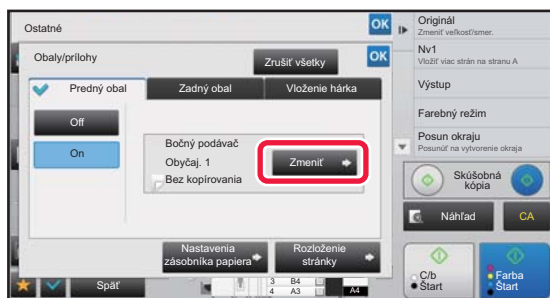 Ostatné
OK
Obaly/prílohy
Zrušiť všetky
OK
Predný obal
Zadný obal
Vloženie hárka
Off
On
Bočný podávač
Obyčaj. 1
Bez kopírovania
Zmeniť
Nastavenia
zásobníka papiera
Rozloženie
stránky
Späť
3 B4
4 A3
A4
Originál
Zmeniť veľkosť/smer.
Nv1
Vložiť viac strán na stranu A
Výstup
Farebný režim
Posun okraju
Posunúť na vytvorenie okraja
Skúšobná
kópia
Náhľad
CA
C/b
Štart
Farba
Štart